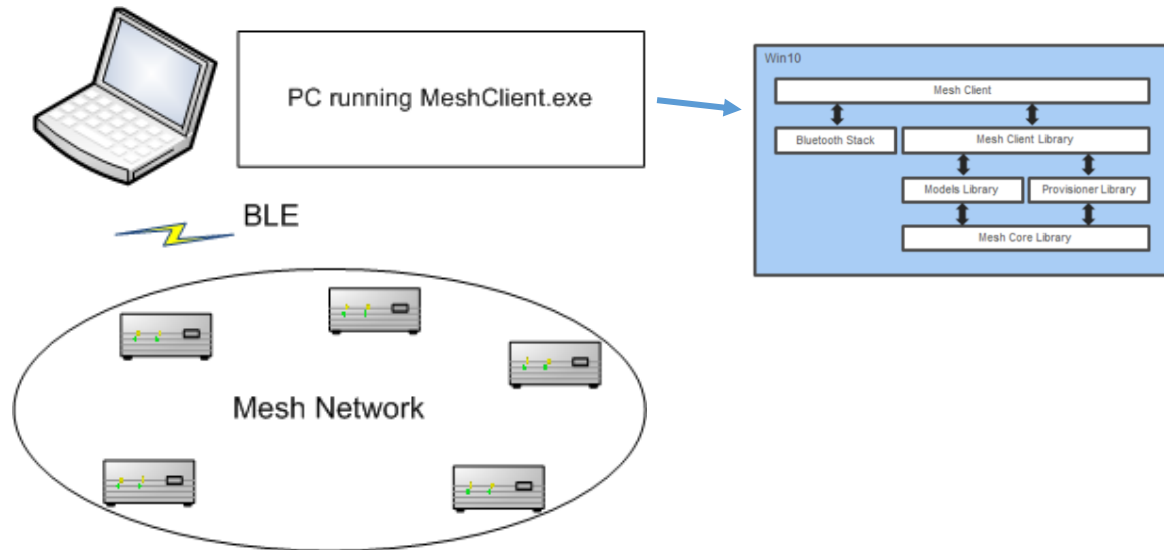 PC running MeshClient.exe
Win10
Mesh Client
Bluetooth Stack
Mesh Client Library
Models Library
Provisioner Library
Mesh Core Library
BLE
Mesh Network